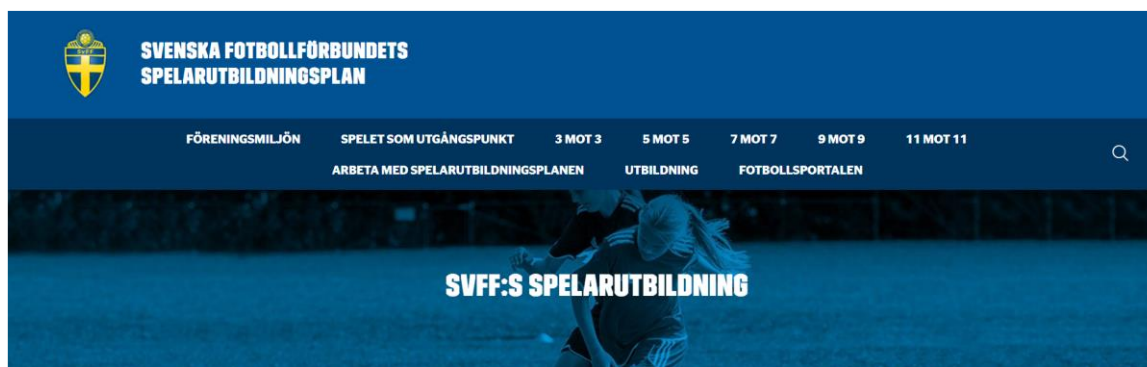 SvFF
SVENSKA FOTBOLLFÖRBUNDETS
SPELARUTBILDNINGSPLAN
FÖRENINGSMILJÖN SPELET SOM UTGÅNGSPUNKT 3 MOT 3 5 MOT 5 7 MOT 7 9 MOT 9 11 MOT 11
ARBETA MED SPELARUTBILDNINGSPLANEN UTBILDNING FOTBOLLSPORTALEN
SVFF:S SPELARUTBILDNING